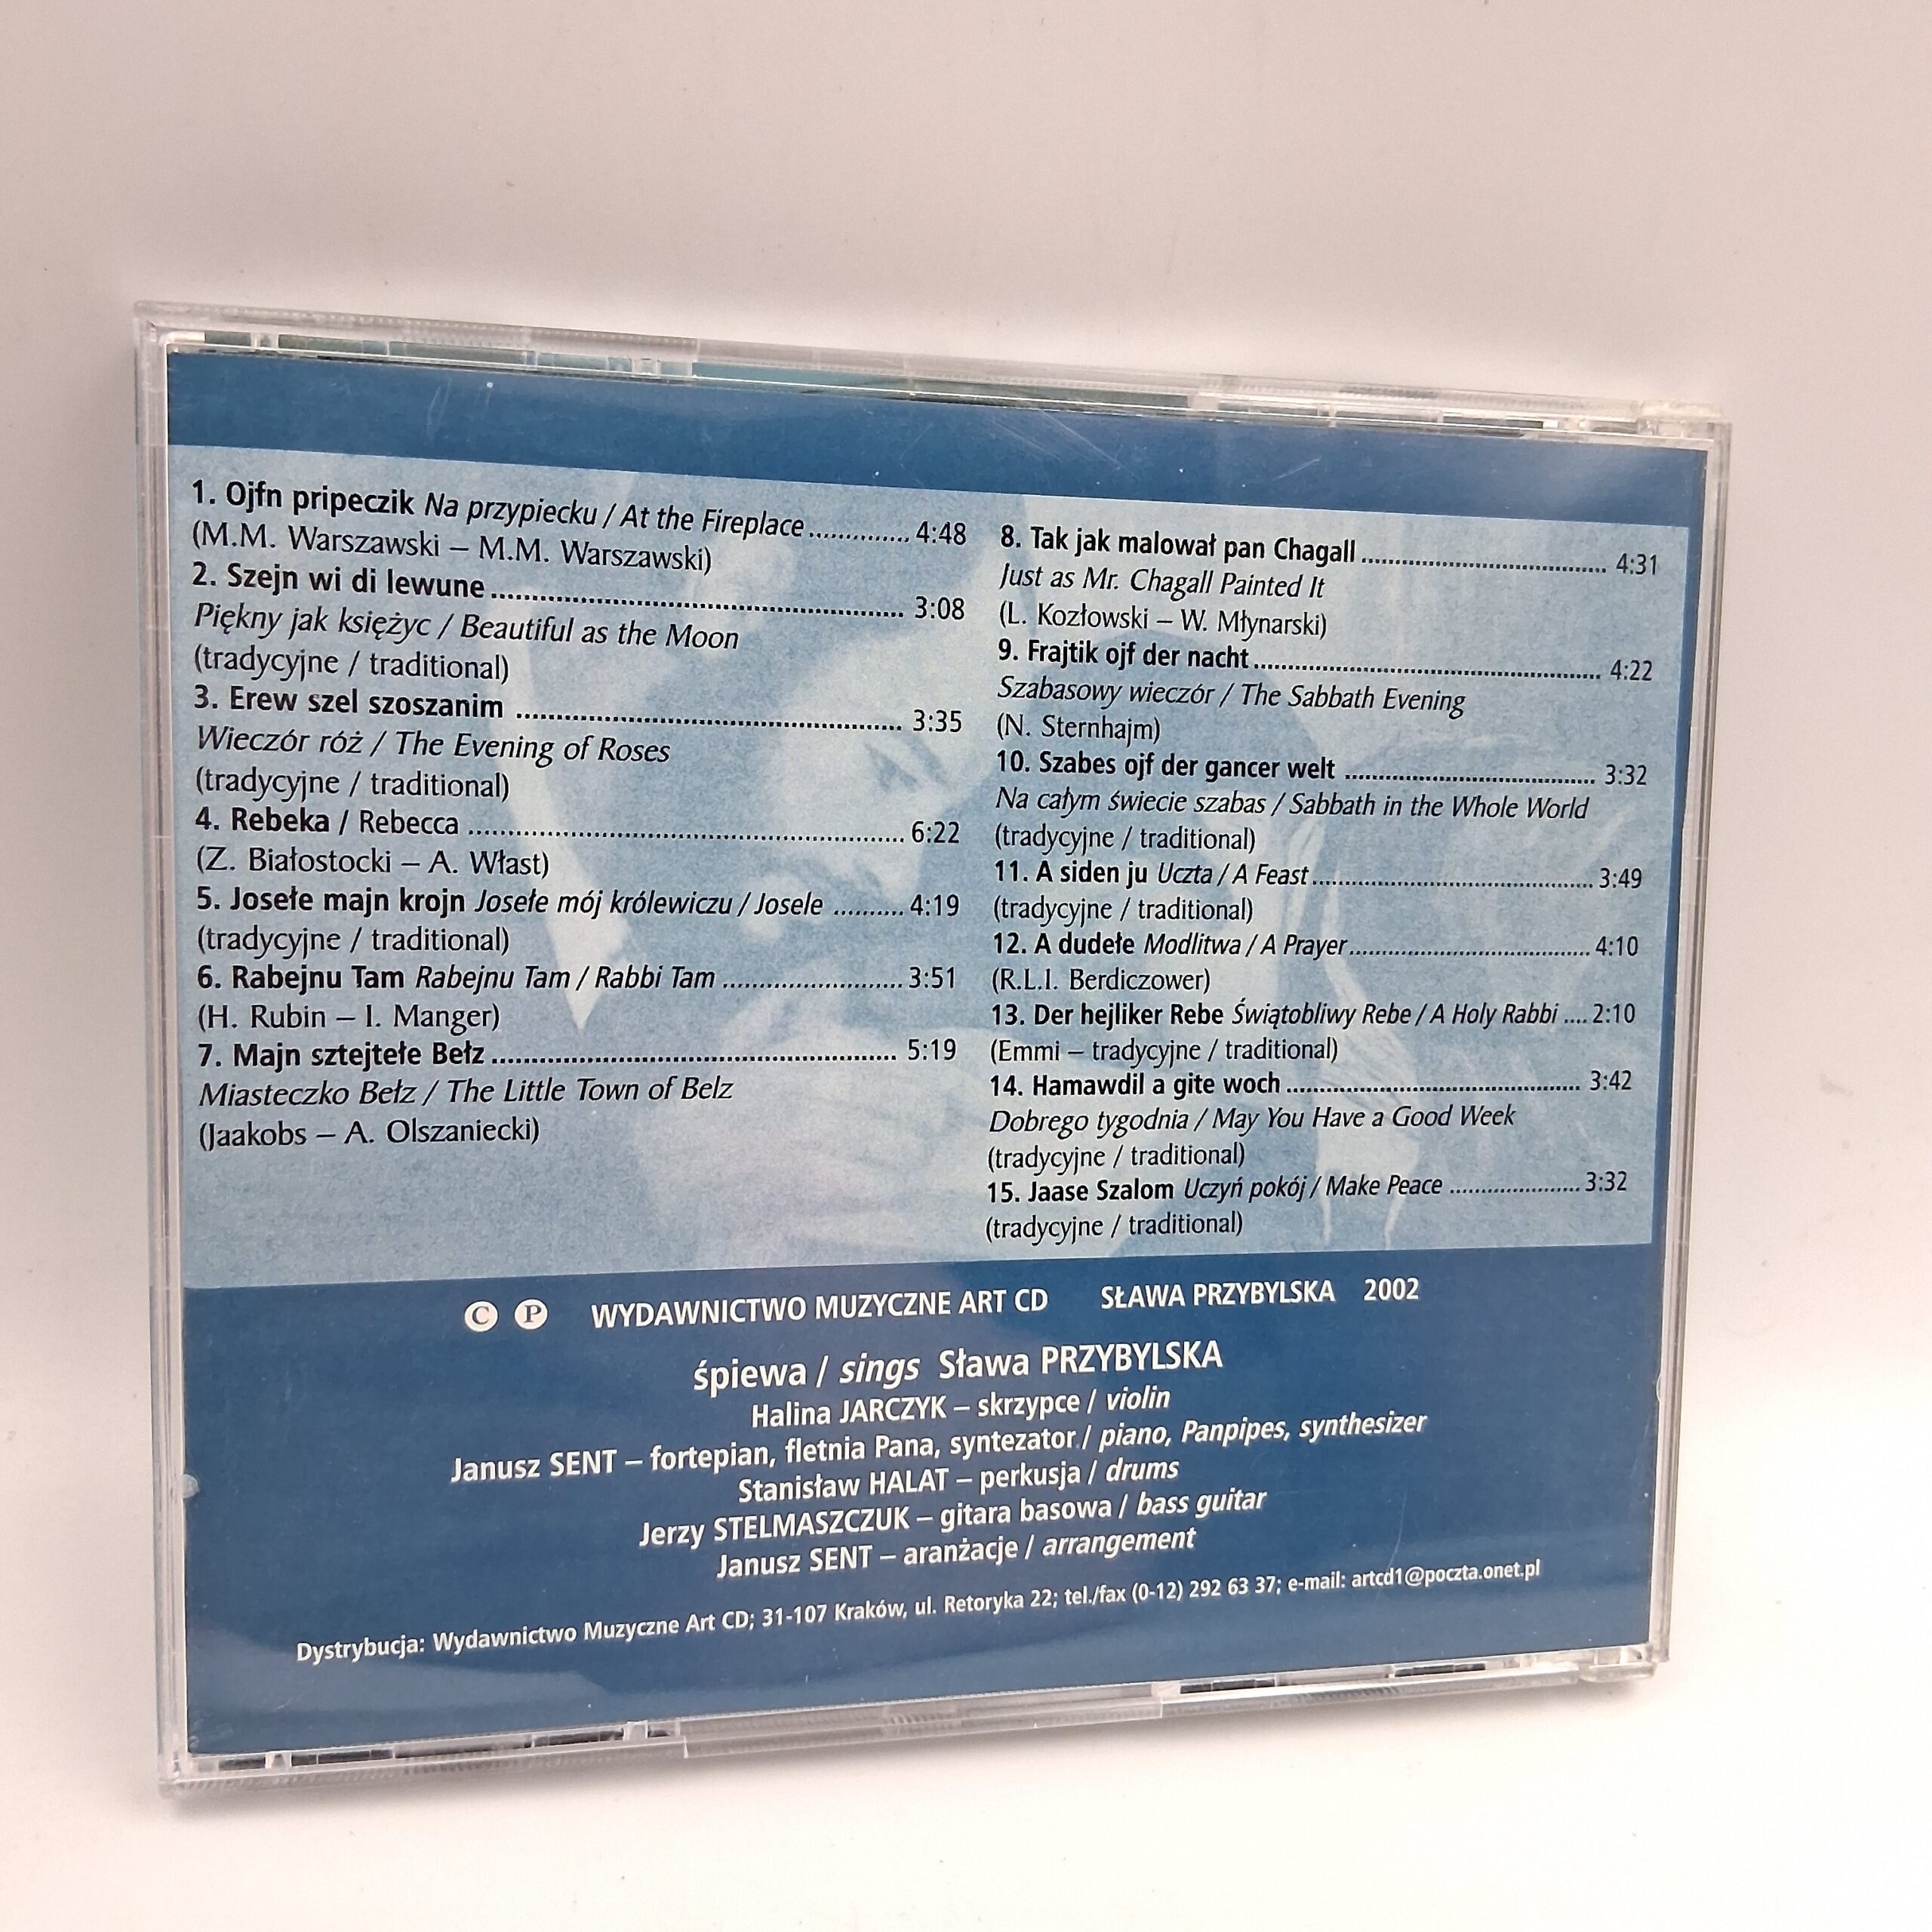 1. Ojfn pripeczik Na przypiecku / At the Fireplace .............. 4:48
(M.M. Warszawski – M.M. Warszawski)
2. Szejn wi di lewune .............. 3:08
Piękny jak księżyc / Beautiful as the Moon
(tradycyjne / traditional)
3. Erew szel szoszanim .............. 3:35
Wieczór róż / The Evening of Roses
(tradycyjne / traditional)
4. Rebeka / Rebecca .............. 6:22
(Z. Białostocki – A. Włast)
5. Josełe majn krojn Josełe mój królewiczu / Josele .......... 4:19
(tradycyjne / traditional)
6. Rabejnu Tam Rabejnu Tam / Rabbi Tam .............. 3:51
(H. Rubin – I. Manger)
7. Majn sztejtełe Bełz .............. 5:19
Miasteczko Bełz / The Little Town of Belz
(Jaakobs – A. Olszaniecki)
8. Tak jak malował pan Chagall .............. 4:31
Just as Mr. Chagall Painted It
(L. Kozłowski – W. Młynarski)
9. Frajtik ojf der nacht .............. 4:22
Szabasowy wieczór / The Sabbath Evening
(N. Sternhajm)
10. Szabes ojf der gancer welt .............. 3:32
Na całym świecie szabas / Sabbath in the Whole World
(tradycyjne / traditional)
11. A siden ju Uczta / A Feast .............. 3:49
(tradycyjne / traditional)
12. A dudełe Modlitwa / A Prayer .............. 4:10
(R.L.I. Berdiczower)
13. Der hejliker Rebe Świątobliwy Rebe / A Holy Rabbi .... 2:10
(Emmi – tradycyjne / traditional)
14. Hamawdil a gite woch .............. 3:42
Dobrego tygodnia / May You Have a Good Week
(tradycyjne / traditional)
15. Jaase Szalom Uczyń pokój / Make Peace .............. 3:32
(tradycyjne / traditional)
© ℗ WYDAWNICTWO MUZYCZNE ART CD SŁAWA PRZYBYLSKA 2002
śpiewa / sings Sława PRZYBYLSKA
Halina JARCZYK – skrzypce / violin
Janusz SENT – fortepian, fletnia Pana, syntezator / piano, Panpipes, synthesizer
Stanisław HALAT – perkusja / drums
Jerzy STELMASZCZUK – gitara basowa / bass guitar
Janusz SENT – aranżacje / arrangement
Dystrybucja: Wydawnictwo Muzyczne Art CD; 31-107 Kraków, ul. Retoryka 22; tel./fax (0-12) 292 63 37; e-mail: artcd1@poczta.onet.pl